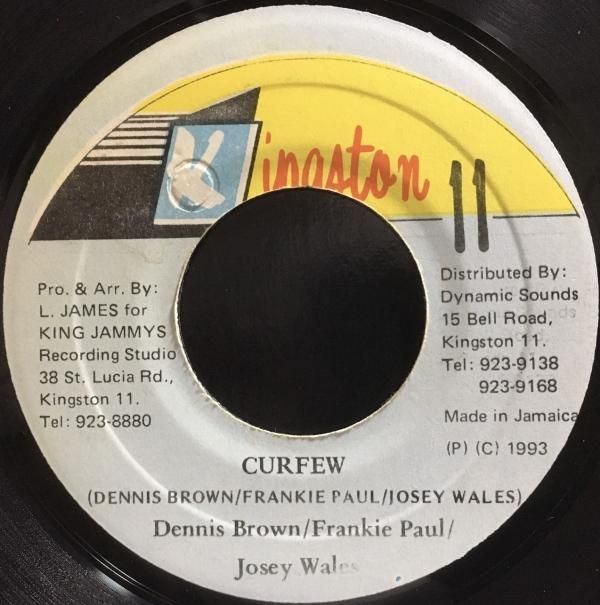 Kingston 11
Pro. & Arr. By:
L. JAMES for
KING JAMMYS
Recording Studio
38 St. Lucia Rd.,
Kingston 11.
Tel: 923-8880
Distributed By:
Dynamic Sounds
15 Bell Road,
Kingston 11.
Tel: 923-9138
923-9168
Made in Jamaica
(P) (C) 1993
CURFEW
(DENNIS BROWN/FRANKIE PAUL/JOSEY WALES)
Dennis Brown/Frankie Paul/
Josey Wales